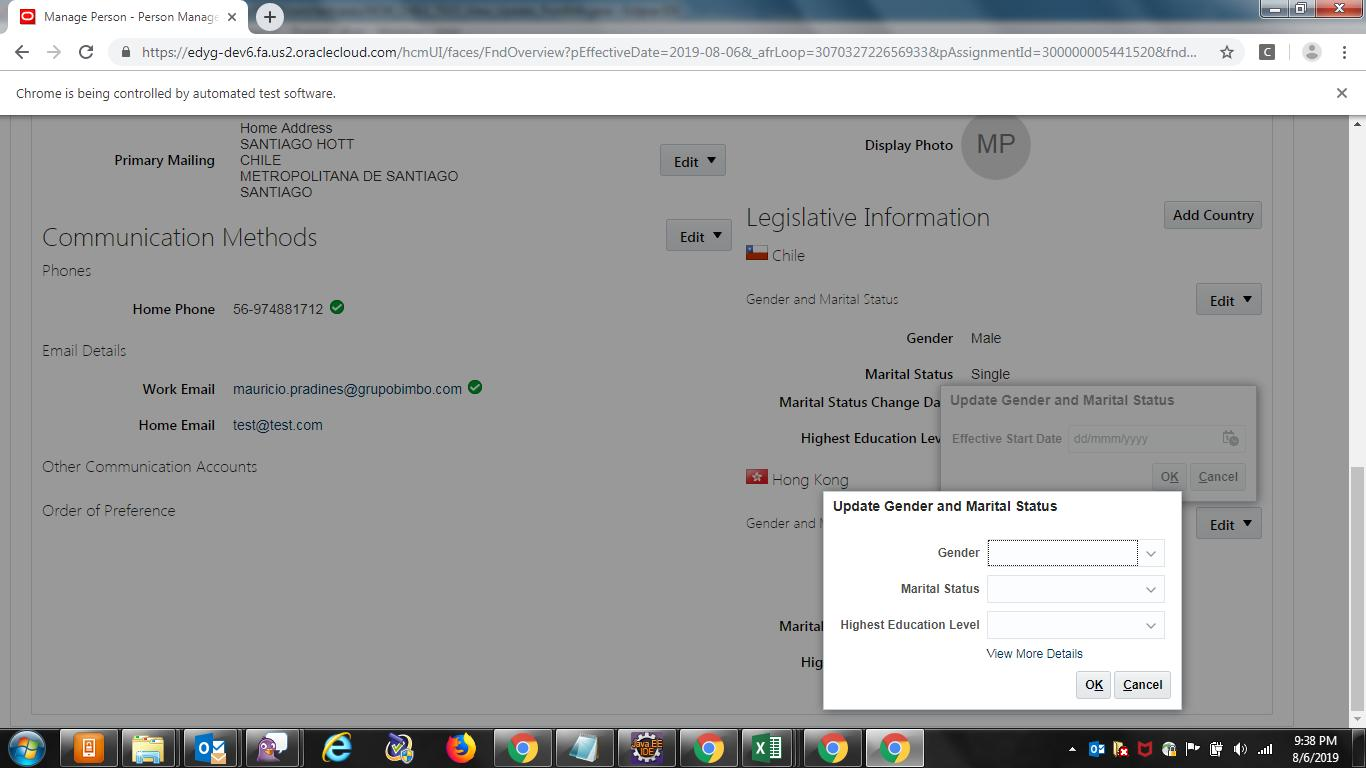 Manage Person - Person Manage
https://edyg-dev6.fa.us2.oraclecloud.com/hcmUI/faces/FndOverview?pEffectiveDate=2019-08-06&_afrLoop=307032722656933&pAssignmentId=300000005441520&fnd...
C
Chrome is being controlled by automated test software.
Primary Mailing
Home Address
SANTIAGO HOTT
CHILE
METROPOLITANA DE SANTIAGO
SANTIAGO
Edit
Display Photo
MP
Communication Methods
Edit
Phones
Home Phone 56-974881712
Email Details
Work Email mauricio.pradines@grupobimbo.com
Home Email test@test.com
Other Communication Accounts
Order of Preference
Legislative Information
Add Country
Chile
Gender and Marital Status
Edit
Gender Male
Marital Status Single
Marital Status Change Da
Highest Education Lev
Update Gender and Marital Status
Effective Start Date dd/mmm/yyyy
OK Cancel
Hong Kong
Gender and M
Edit
Marital
Hig
Update Gender and Marital Status
Gender
Marital Status
Highest Education Level
View More Details
OK Cancel
Java EE
IDE
9:38 PM
8/6/2019